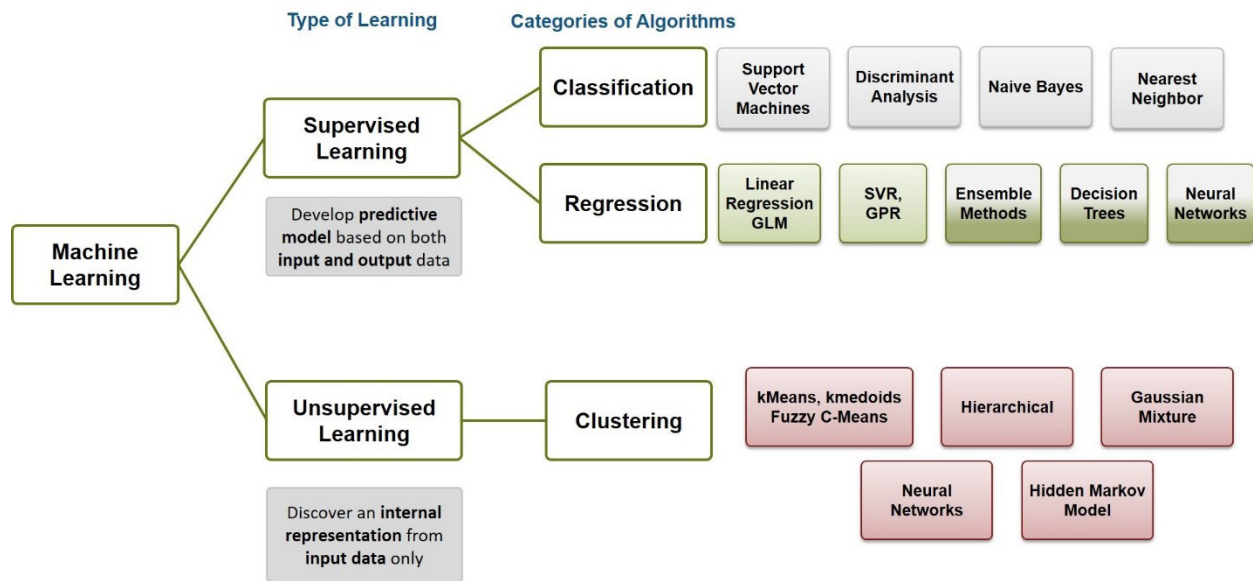 Type of Learning
Categories of Algorithms
Machine
Learning
Supervised
Learning
Develop predictive
model based on both
input and output data
Classification
Support
Vector
Machines
Discriminant
Analysis
Naive Bayes
Nearest
Neighbor
Regression
Linear
Regression
GLM
SVR,
GPR
Ensemble
Methods
Decision
Trees
Neural
Networks
Unsupervised
Learning
Discover an internal
representation from
input data only
Clustering
kMeans, kmedoids
Fuzzy C-Means
Hierarchical
Gaussian
Mixture
Neural
Networks
Hidden Markov
Model